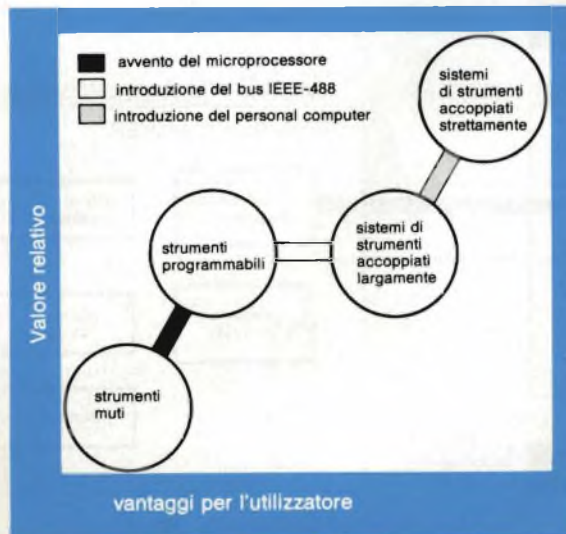 avvento del microprocessore
introduzione del bus IEEE-488
introduzione del personal computer
sistemi
di strumenti
accoppiati
strettamente
strumenti
programmabili
sistemi di
strumenti
accoppiati
largamente
strumenti
muti
Valore relativo
vantaggi per l'utilizzatore